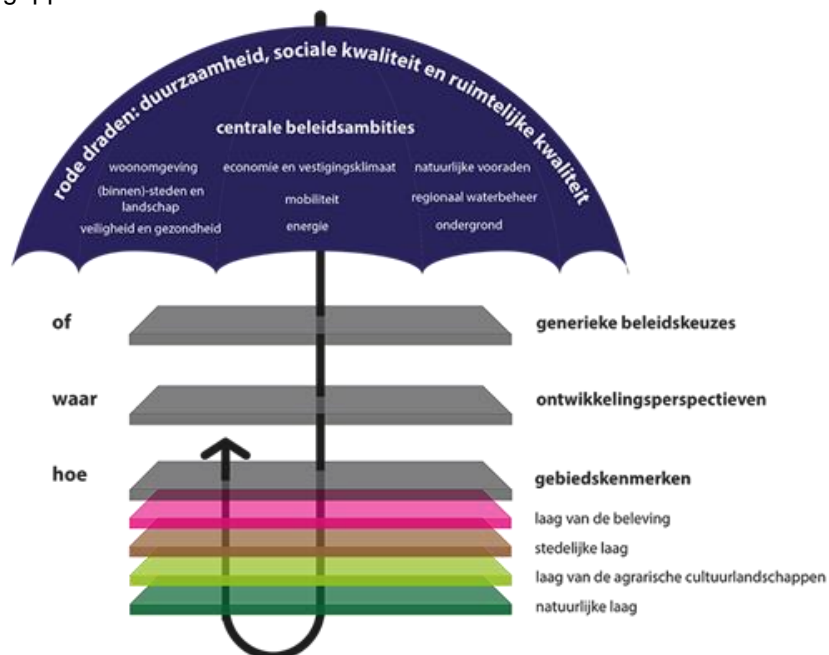 rode draden: duurzaamheid, sociale kwaliteit en ruimtelijke kwaliteit
centrale beleidsambities
woonomgeving
economie en vestigingsklimaat
natuurlijke vooraden
(binnen)-steden en
landschap
mobiliteit
regionaal waterbeheer
veiligheid en gezondheid
energie
ondergrond
of
generieke beleidskeuzes
waar
ontwikkelingsperspectieven
hoe
gebiedskenmerken
laag van de beleving
stedelijke laag
laag van de agrarische cultuurlandschappen
natuurlijke laag